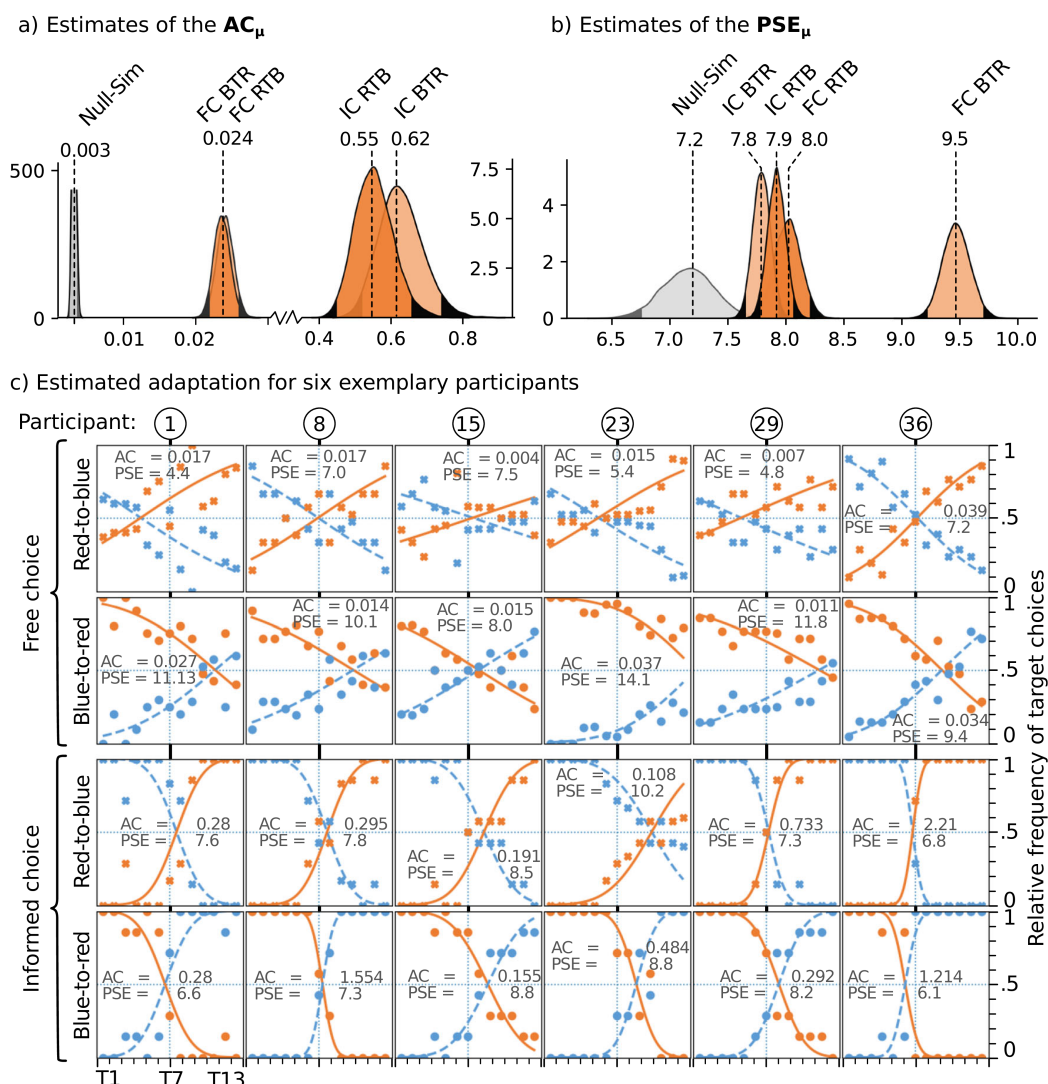 a) Estimates of the ACμ
b) Estimates of the PSEμ
Null-Sim
FC BTR
FC RTB
IC RTB
IC BTR
0.003
0.024
0.55
0.62
500
0
7.5
5.0
2.5
0.01
0.02
0.4
0.6
0.8
Null-Sim
IC BTR
IC RTB
FC RTB
FC BTR
7.2
7.8
7.9
8.0
9.5
4
2
0
6.5
7.0
7.5
8.0
8.5
9.0
9.5
10.0
c) Estimated adaptation for six exemplary participants
Participant:
1
8
15
23
29
36
Free choice
Red-to-blue
AC = 0.017
PSE = 4.4
AC = 0.017
PSE = 7.0
AC = 0.004
PSE = 7.5
AC = 0.015
PSE = 5.4
AC = 0.007
PSE = 4.8
AC = 0.039
PSE = 7.2
1
.5
0
Blue-to-red
AC = 0.027
PSE = 11.13
AC = 0.014
PSE = 10.1
AC = 0.015
PSE = 8.0
AC = 0.037
PSE = 14.1
AC = 0.011
PSE = 11.8
AC = 0.034
PSE = 9.4
1
.5
0
Informed choice
Red-to-blue
AC = 0.28
PSE = 7.6
AC = 0.295
PSE = 7.8
AC = 0.191
PSE = 8.5
AC = 0.108
PSE = 10.2
AC = 0.733
PSE = 7.3
AC = 2.21
PSE = 6.8
1
.5
0
Blue-to-red
AC = 0.28
PSE = 6.6
AC = 1.554
PSE = 7.3
AC = 0.155
PSE = 8.8
AC = 0.484
PSE = 8.8
AC = 0.292
PSE = 8.2
AC = 1.214
PSE = 6.1
1
.5
0
T1
T7
T13
Relative frequency of target choices